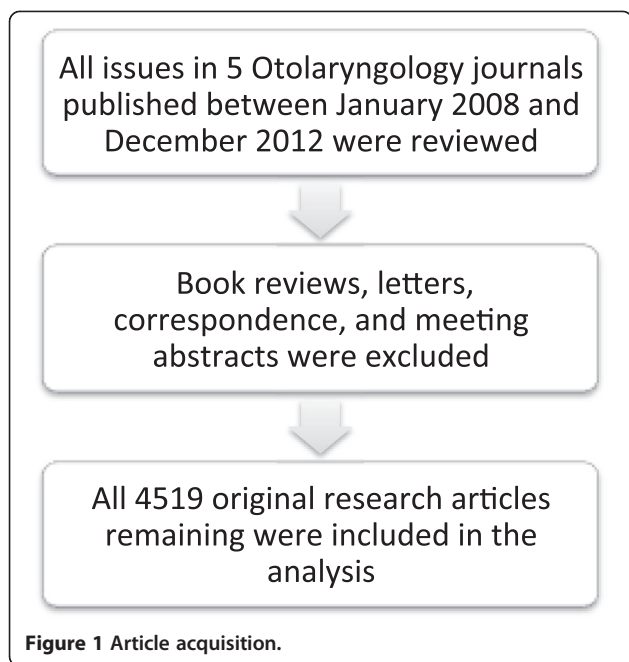 All issues in 5 Otolaryngology journals
published between January 2008 and
December 2012 were reviewed
Book reviews, letters,
correspondence, and meeting
abstracts were excluded
All 4519 original research articles
remaining were included in the
analysis
Figure 1 Article acquisition.